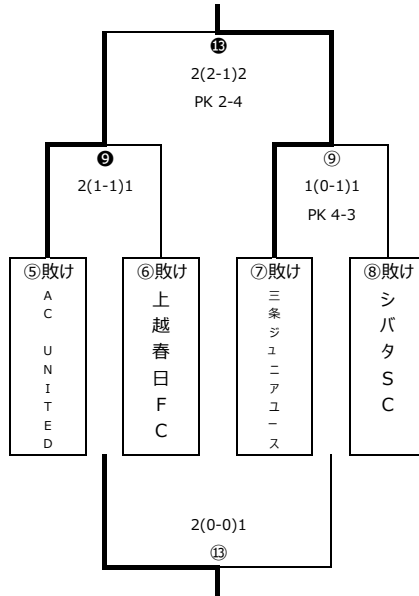 ⓭
2(2-1)2
PK 2-4
❾
⑨
2(1-1)1
1(0-1)1
PK 4-3
⑤敗け
AC UNITED
⑥敗け
上越春日FC
⑦敗け
三条ジュニアユース
⑧敗け
シバタSC
2(0-0)1
⑬